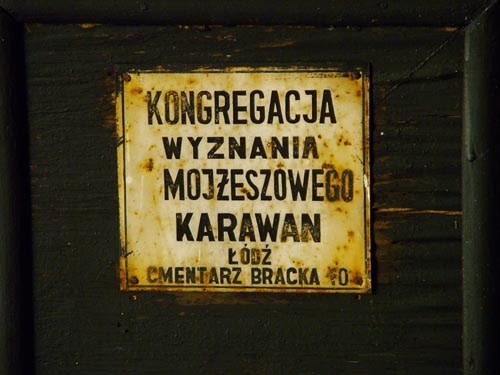 KONGREGACJA
WYZNANIA
MOJŻESZOWEGO
KARAWAN
ŁÓDŹ
CMENTARZ BRACKA 40